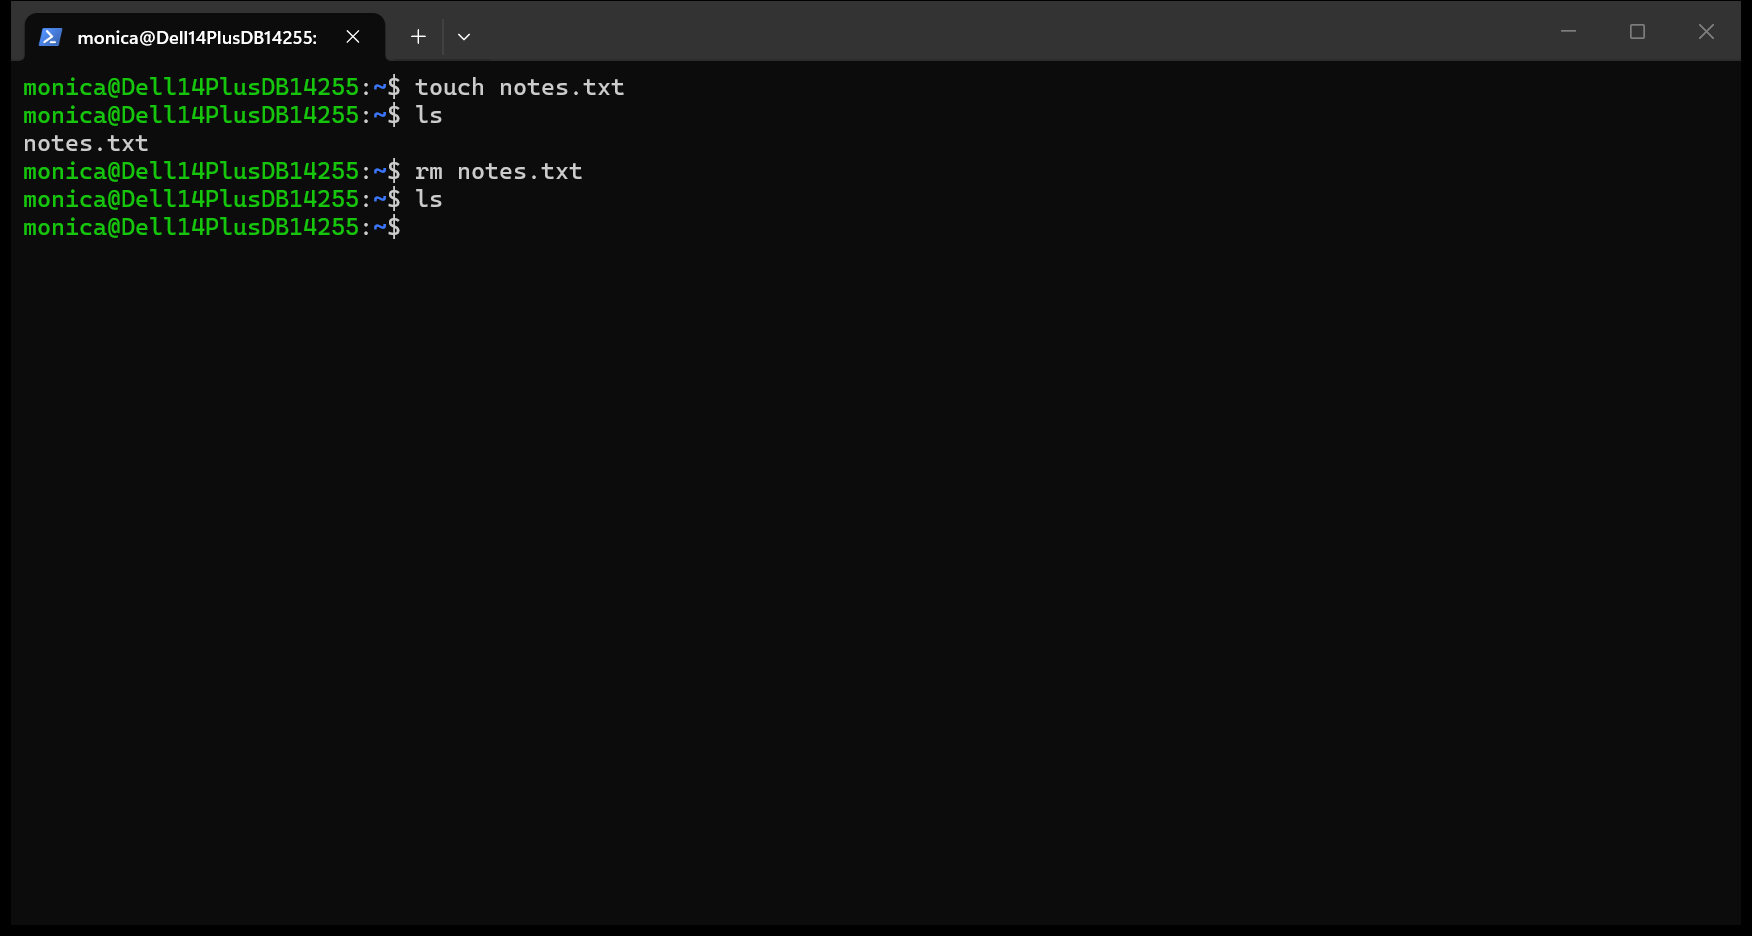 monica@Dell14PlusDB14255:
monica@Dell14PlusDB14255:~$ touch notes.txt
monica@Dell14PlusDB14255:~$ ls
notes.txt
monica@Dell14PlusDB14255:~$ rm notes.txt
monica@Dell14PlusDB14255:~$ ls
monica@Dell14PlusDB14255:~$